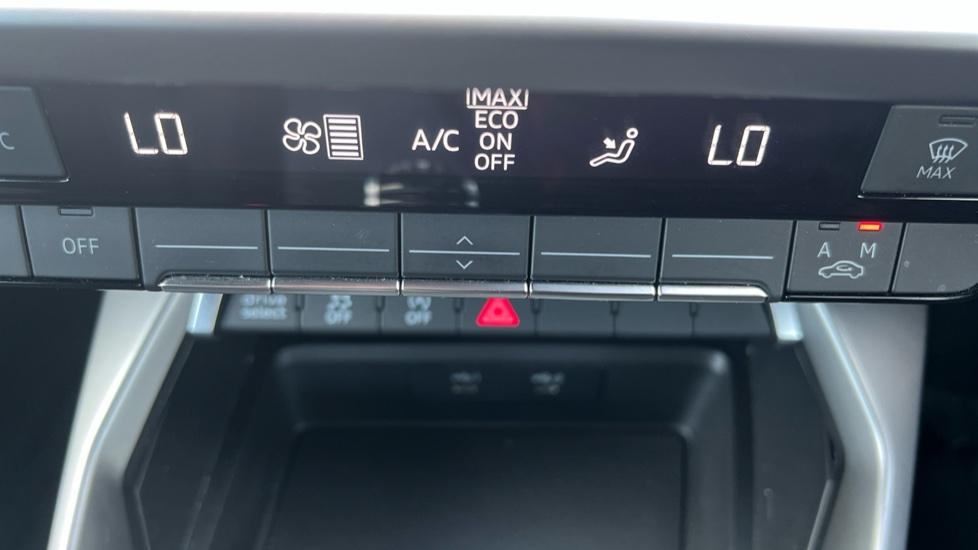 LO A/C MAX LO
ECO
ON
OFF
C MAX
OFF A M
drive select OFF OFF